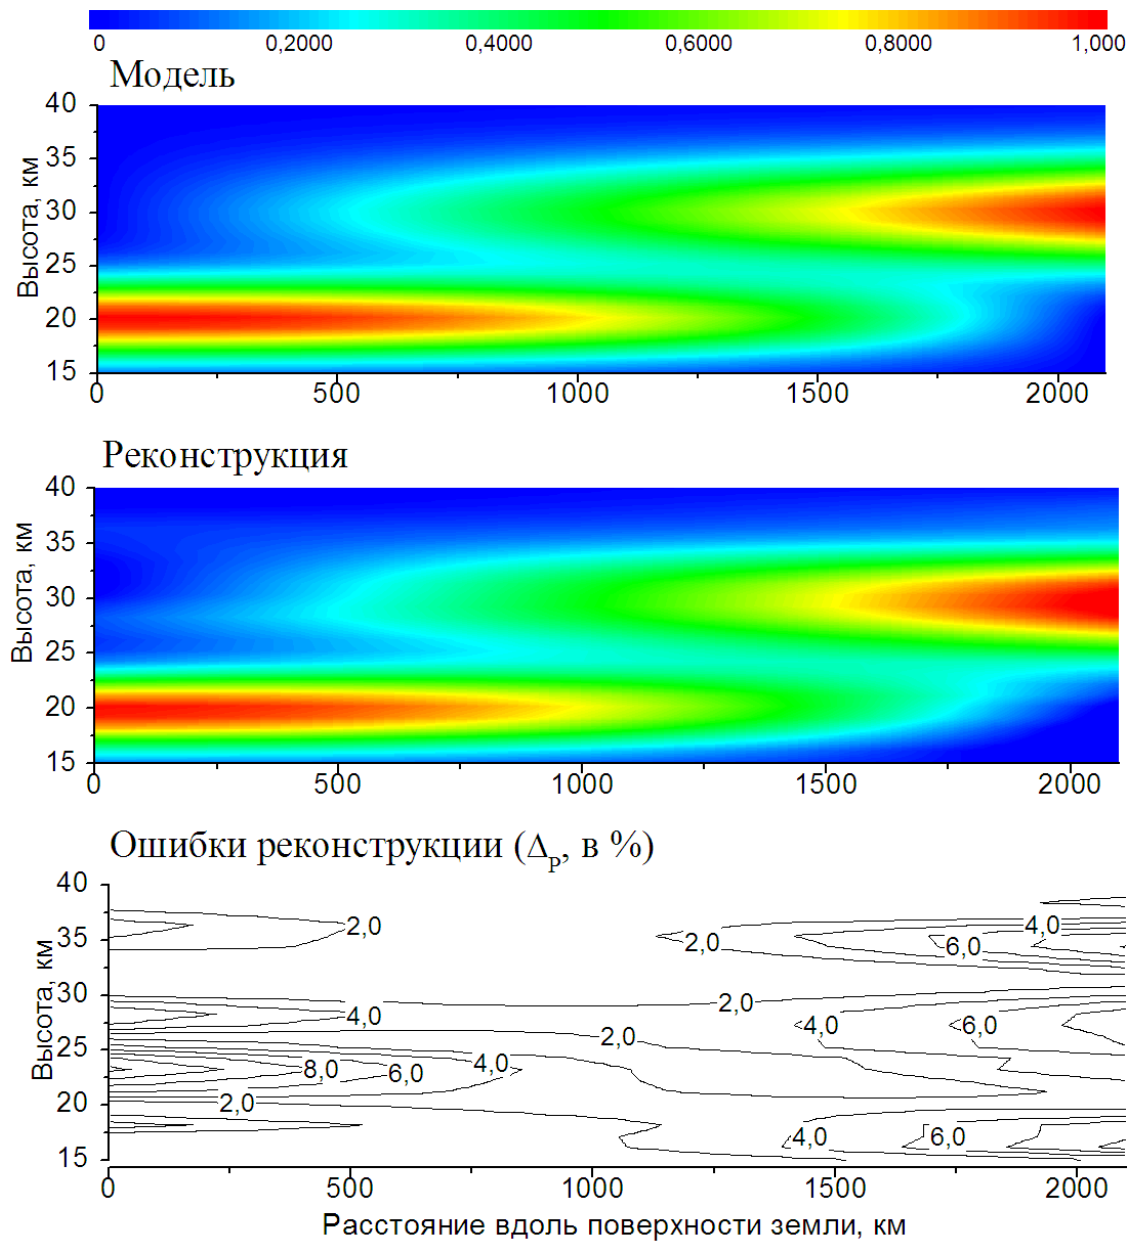 0 0,2000 0,4000 0,6000 0,8000 1,000
Модель
40
35
30
25
20
15
Высота, км
0 500 1000 1500 2000
Реконструкция
40
35
30
25
20
15
Высота, км
0 500 1000 1500 2000
Ошибки реконструкции (Δр, в %)
40
35
30
25
20
15
Высота, км
2,0 2,0 4,0 6,0
4,0 2,0 2,0 4,0 6,0
8,0 6,0 4,0
2,0 4,0 6,0
0 500 1000 1500 2000
Расстояние вдоль поверхности земли, км